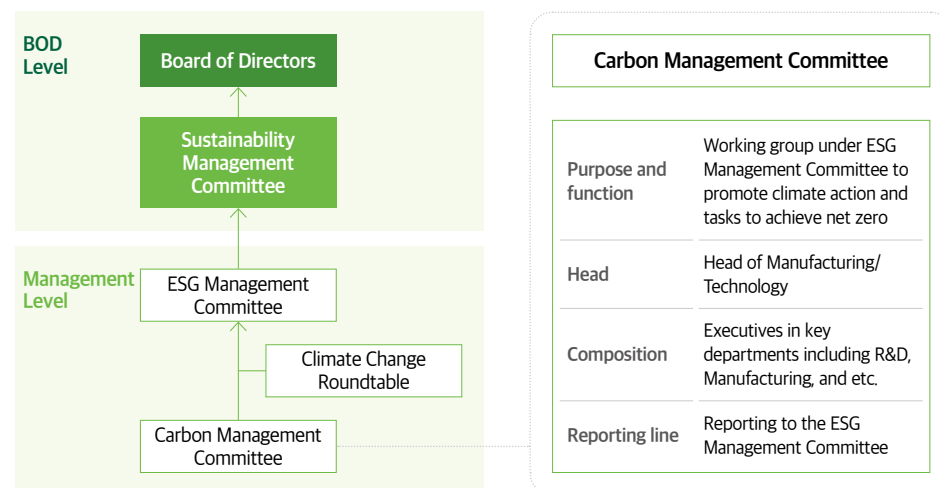 BOD
Level
Board of Directors
Sustainability
Management
Committee
Management
Level
ESG Management
Committee
Climate Change
Roundtable
Carbon Management
Committee
Carbon Management Committee
Purpose and
function
Working group under ESG
Management Committee to
promote climate action and
tasks to achieve net zero
Head
Head of Manufacturing/
Technology
Composition
Executives in key
departments including R&D,
Manufacturing, and etc.
Reporting line
Reporting to the ESG
Management Committee